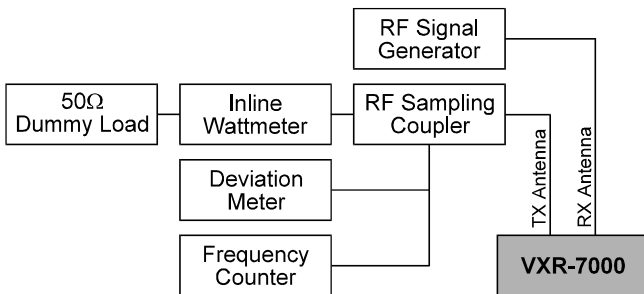 RF Signal
Generator
50Ω
Dummy Load
Inline
Wattmeter
RF Sampling
Coupler
Deviation
Meter
Frequency
Counter
TX Antenna
RX Antenna
VXR-7000